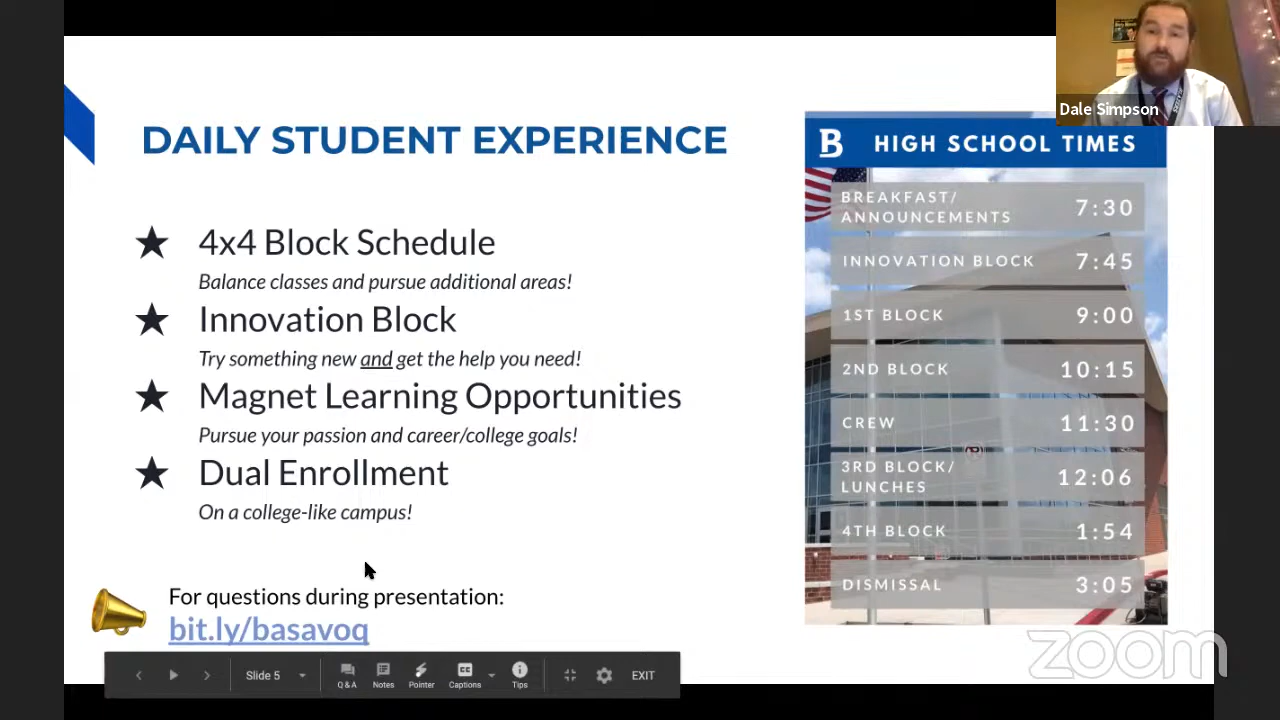 Dale Simpson
DAILY STUDENT EXPERIENCE
4x4 Block Schedule
Balance classes and pursue additional areas!
Innovation Block
Try something new and get the help you need!
Magnet Learning Opportunities
Pursue your passion and career/college goals!
Dual Enrollment
On a college-like campus!
For questions during presentation:
bit.ly/basavoq
B HIGH SCHOOL TIMES
BREAKFAST/
ANNOUNCEMENTS 7:30
INNOVATION BLOCK 7:45
1ST BLOCK 9:00
2ND BLOCK 10:15
CREW 11:30
3RD BLOCK/
LUNCHES 12:06
4TH BLOCK 1:54
DISMISSAL 3:05
Slide 5
Q & A
Notes
Pointer
CC
Captions
Tips
EXIT
zoom